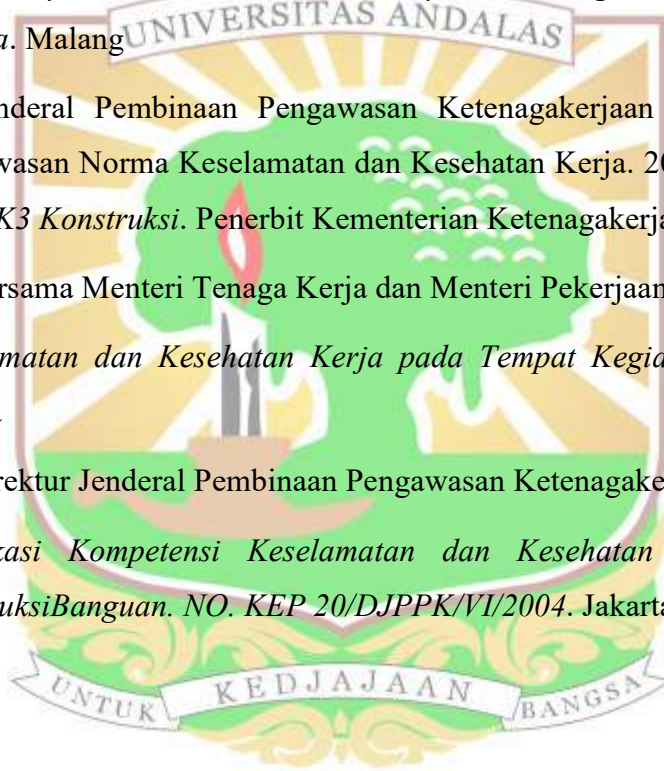 UNIVERSITAS ANDALAS
a. Malang
nderal Pembinaan Pengawasan Ketenagakerjaan
wasan Norma Keselamatan dan Kesehatan Kerja. 20
K3 Konstruksi. Penerbit Kementerian Ketenagakerja
ersama Menteri Tenaga Kerja dan Menteri Pekerjaan
matan dan Kesehatan Kerja pada Tempat Kegia
rektur Jenderal Pembinaan Pengawasan Ketenagake
kasi Kompetensi Keselamatan dan Kesehatan
uksiBanguan. NO. KEP 20/DJPPK/VI/2004. Jakarta
UNTUK KEDJAJAAN BANGSA